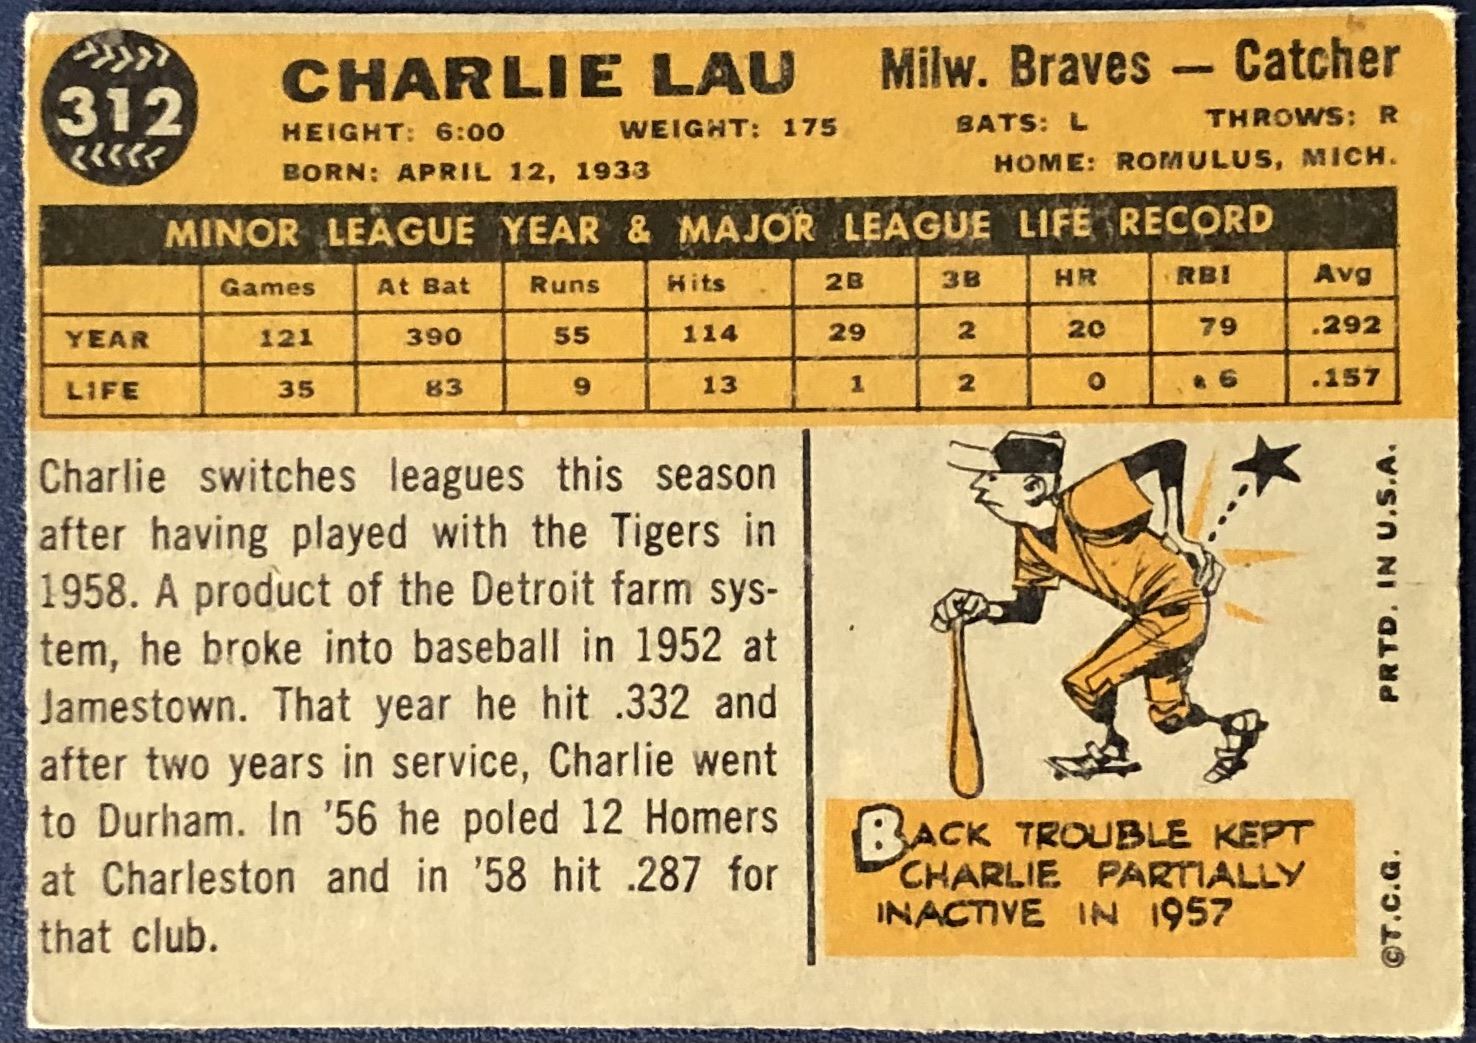 312
CHARLIE LAU Milw. Braves — Catcher
HEIGHT: 6:00 WEIGHT: 175 BATS: L THROWS: R
BORN: APRIL 12, 1933 HOME: ROMULUS, MICH.
MINOR LEAGUE YEAR & MAJOR LEAGUE LIFE RECORD
Games At Bat Runs Hits 2B 3B HR RBI Avg
YEAR 121 390 55 114 29 2 20 79 .292
LIFE 35 83 9 13 1 2 0 6 .157
Charlie switches leagues this season
after having played with the Tigers in
1958. A product of the Detroit farm sys-
tem, he broke into baseball in 1952 at
Jamestown. That year he hit .332 and
after two years in service, Charlie went
to Durham. In '56 he poled 12 Homers
at Charleston and in '58 hit .287 for
that club.
BACK TROUBLE KEPT
CHARLIE PARTIALLY
INACTIVE IN 1957
©T.C.G. PRTD. IN U.S.A.